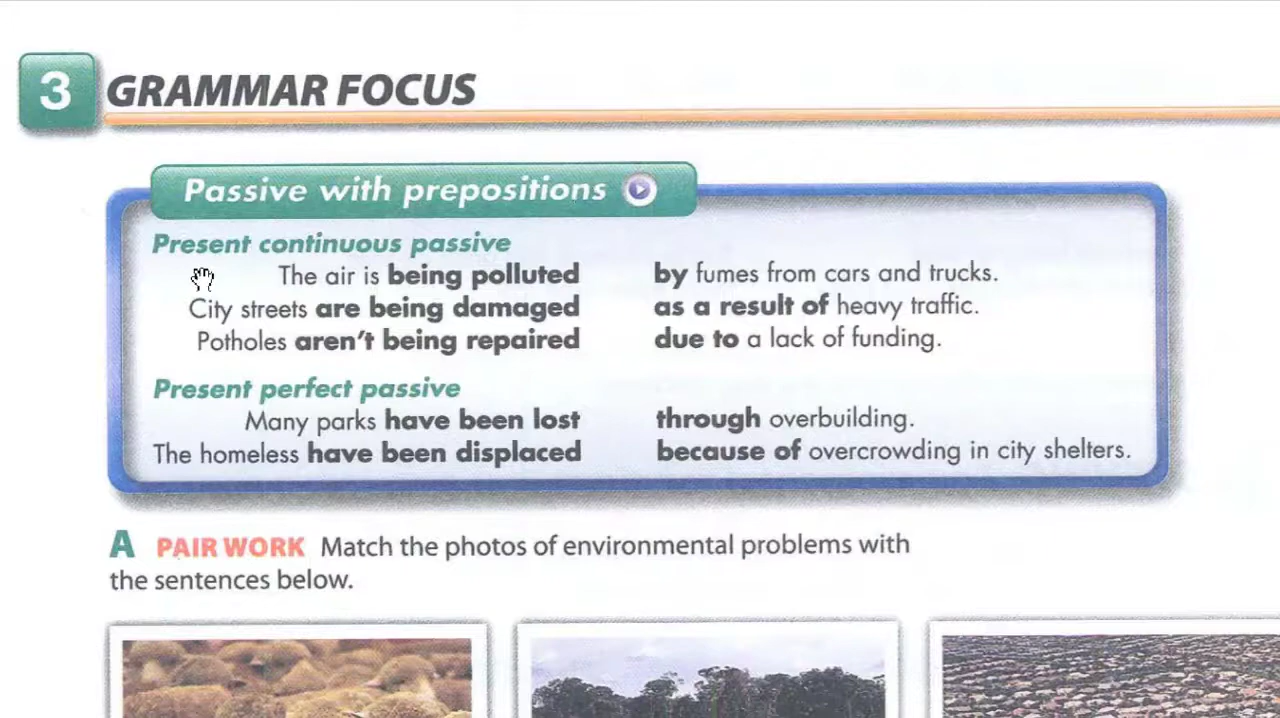 3 GRAMMAR FOCUS
Passive with prepositions
Present continuous passive
The air is being polluted by fumes from cars and trucks.
City streets are being damaged as a result of heavy traffic.
Potholes aren't being repaired due to a lack of funding.
Present perfect passive
Many parks have been lost through overbuilding.
The homeless have been displaced because of overcrowding in city shelters.
A PAIR WORK Match the photos of environmental problems with
the sentences below.